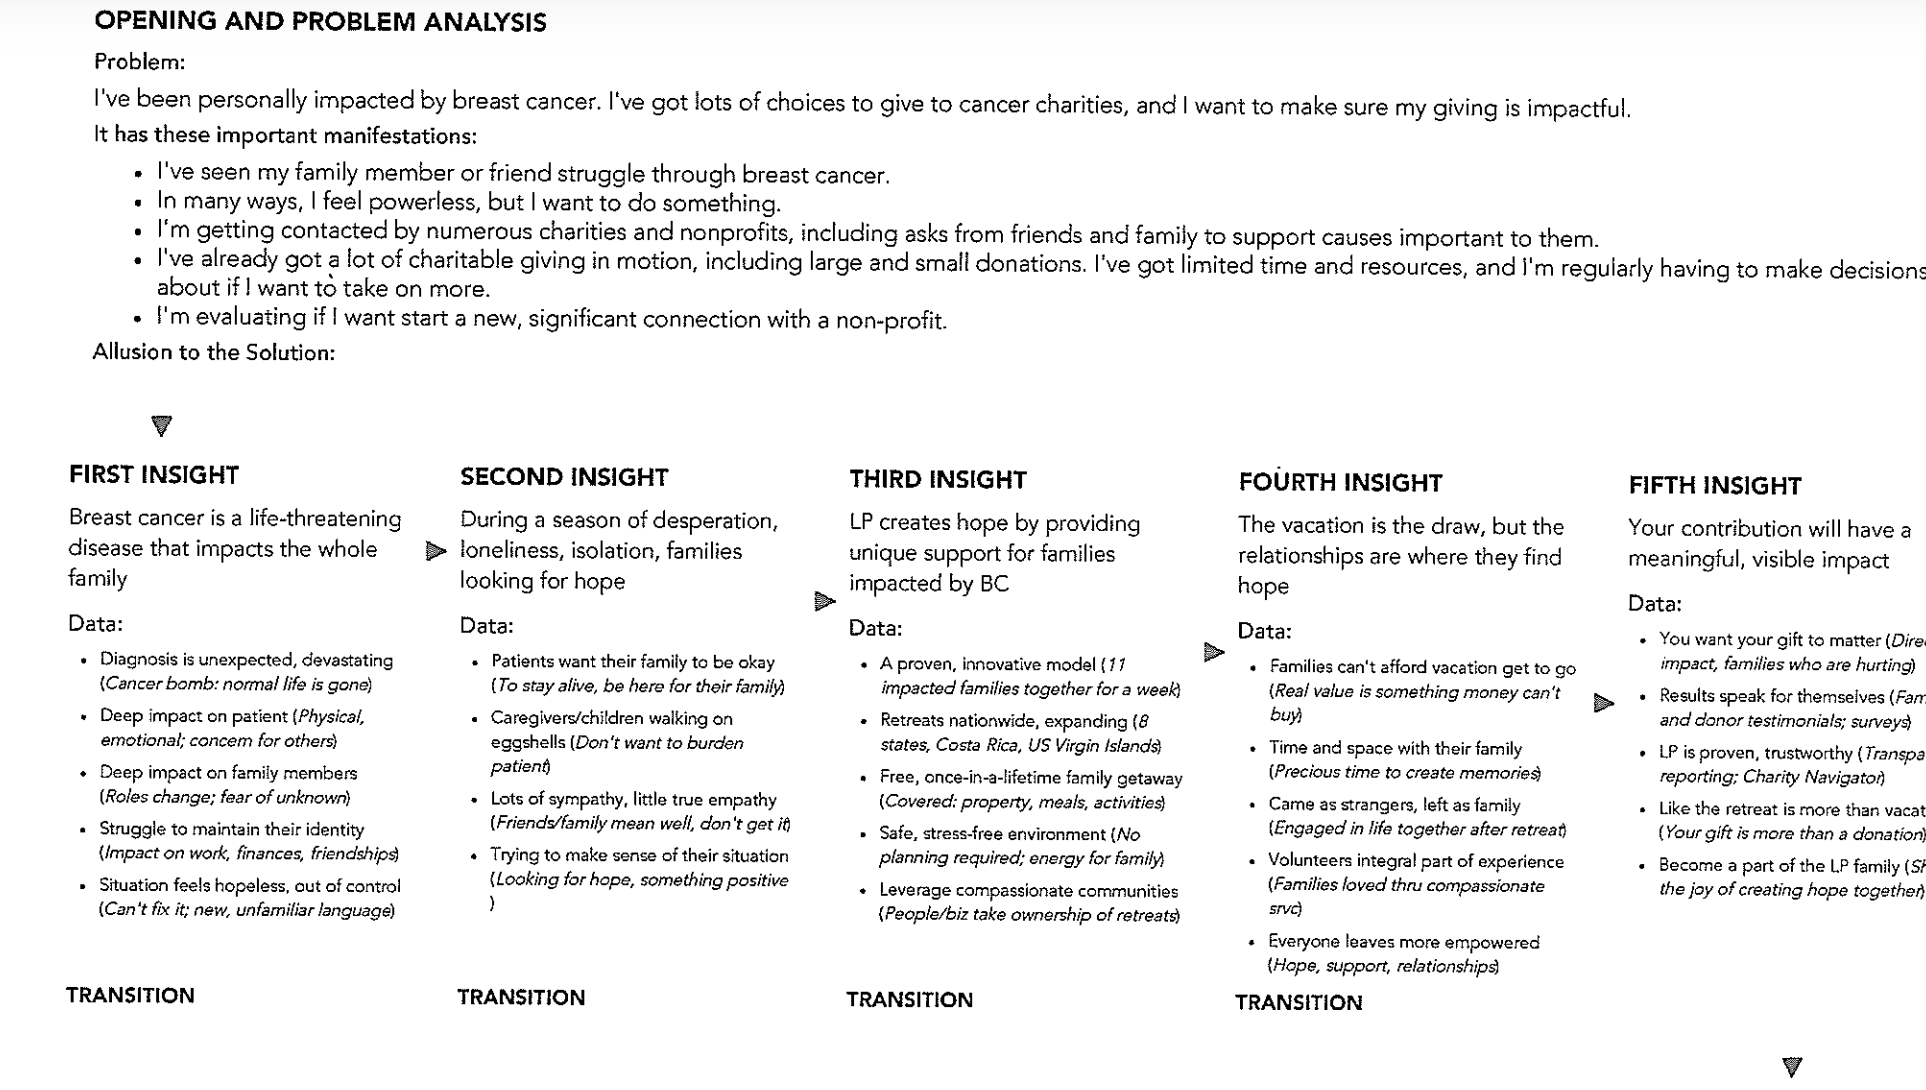 OPENING AND PROBLEM ANALYSIS
Problem:
I've been personally impacted by breast cancer. I've got lots of choices to give to cancer charities, and I want to make sure my giving is impactful.
It has these important manifestations:
• I've seen my family member or friend struggle through breast cancer.
• In many ways, I feel powerless, but I want to do something.
• I'm getting contacted by numerous charities and nonprofits, including asks from friends and family to support causes important to them.
• I've already got a lot of charitable giving in motion, including large and small donations. I've got limited time and resources, and I'm regularly having to make decisions
about if I want to take on more.
• I'm evaluating if I want start a new, significant connection with a non-profit.
Allusion to the Solution:
FIRST INSIGHT
Breast cancer is a life-threatening
disease that impacts the whole
family
Data:
• Diagnosis is unexpected, devastating
(Cancer bomb: normal life is gone)
• Deep impact on patient (Physical,
emotional; concern for others)
• Deep impact on family members
(Roles change; fear of unknown)
• Struggle to maintain their identity
(Impact on work, finances, friendships)
• Situation feels hopeless, out of control
(Can't fix it; new, unfamiliar language)
TRANSITION
SECOND INSIGHT
During a season of desperation,
loneliness, isolation, families
looking for hope
Data:
• Patients want their family to be okay
(To stay alive, be here for their family)
• Caregivers/children walking on
eggshells (Don't want to burden
patient)
• Lots of sympathy, little true empathy
(Friends/family mean well, don't get it)
• Trying to make sense of their situation
(Looking for hope, something positive
)
TRANSITION
THIRD INSIGHT
LP creates hope by providing
unique support for families
impacted by BC
Data:
• A proven, innovative model (11
impacted families together for a week)
• Retreats nationwide, expanding (8
states, Costa Rica, US Virgin Islands)
• Free, once-in-a-lifetime family getaway
(Covered: property, meals, activities)
• Safe, stress-free environment (No
planning required; energy for family)
• Leverage compassionate communities
(People/biz take ownership of retreats)
TRANSITION
FOURTH INSIGHT
The vacation is the draw, but the
relationships are where they find
hope
Data:
• Families can't afford vacation get to go
(Real value is something money can't
buy)
• Time and space with their family
(Precious time to create memories)
• Came as strangers, left as family
(Engaged in life together after retreat)
• Volunteers integral part of experience
(Families loved thru compassionate
srvc)
• Everyone leaves more empowered
(Hope, support, relationships)
TRANSITION
FIFTH INSIGHT
Your contribution will have a
meaningful, visible impact
Data:
• You want your gift to matter (Dire
impact, families who are hurting)
• Results speak for themselves (Fam
and donor testimonials; surveys)
• LP is proven, trustworthy (Transpa
reporting; Charity Navigator)
• Like the retreat is more than vacat
(Your gift is more than a donation)
• Become a part of the LP family (Sh
the joy of creating hope together)